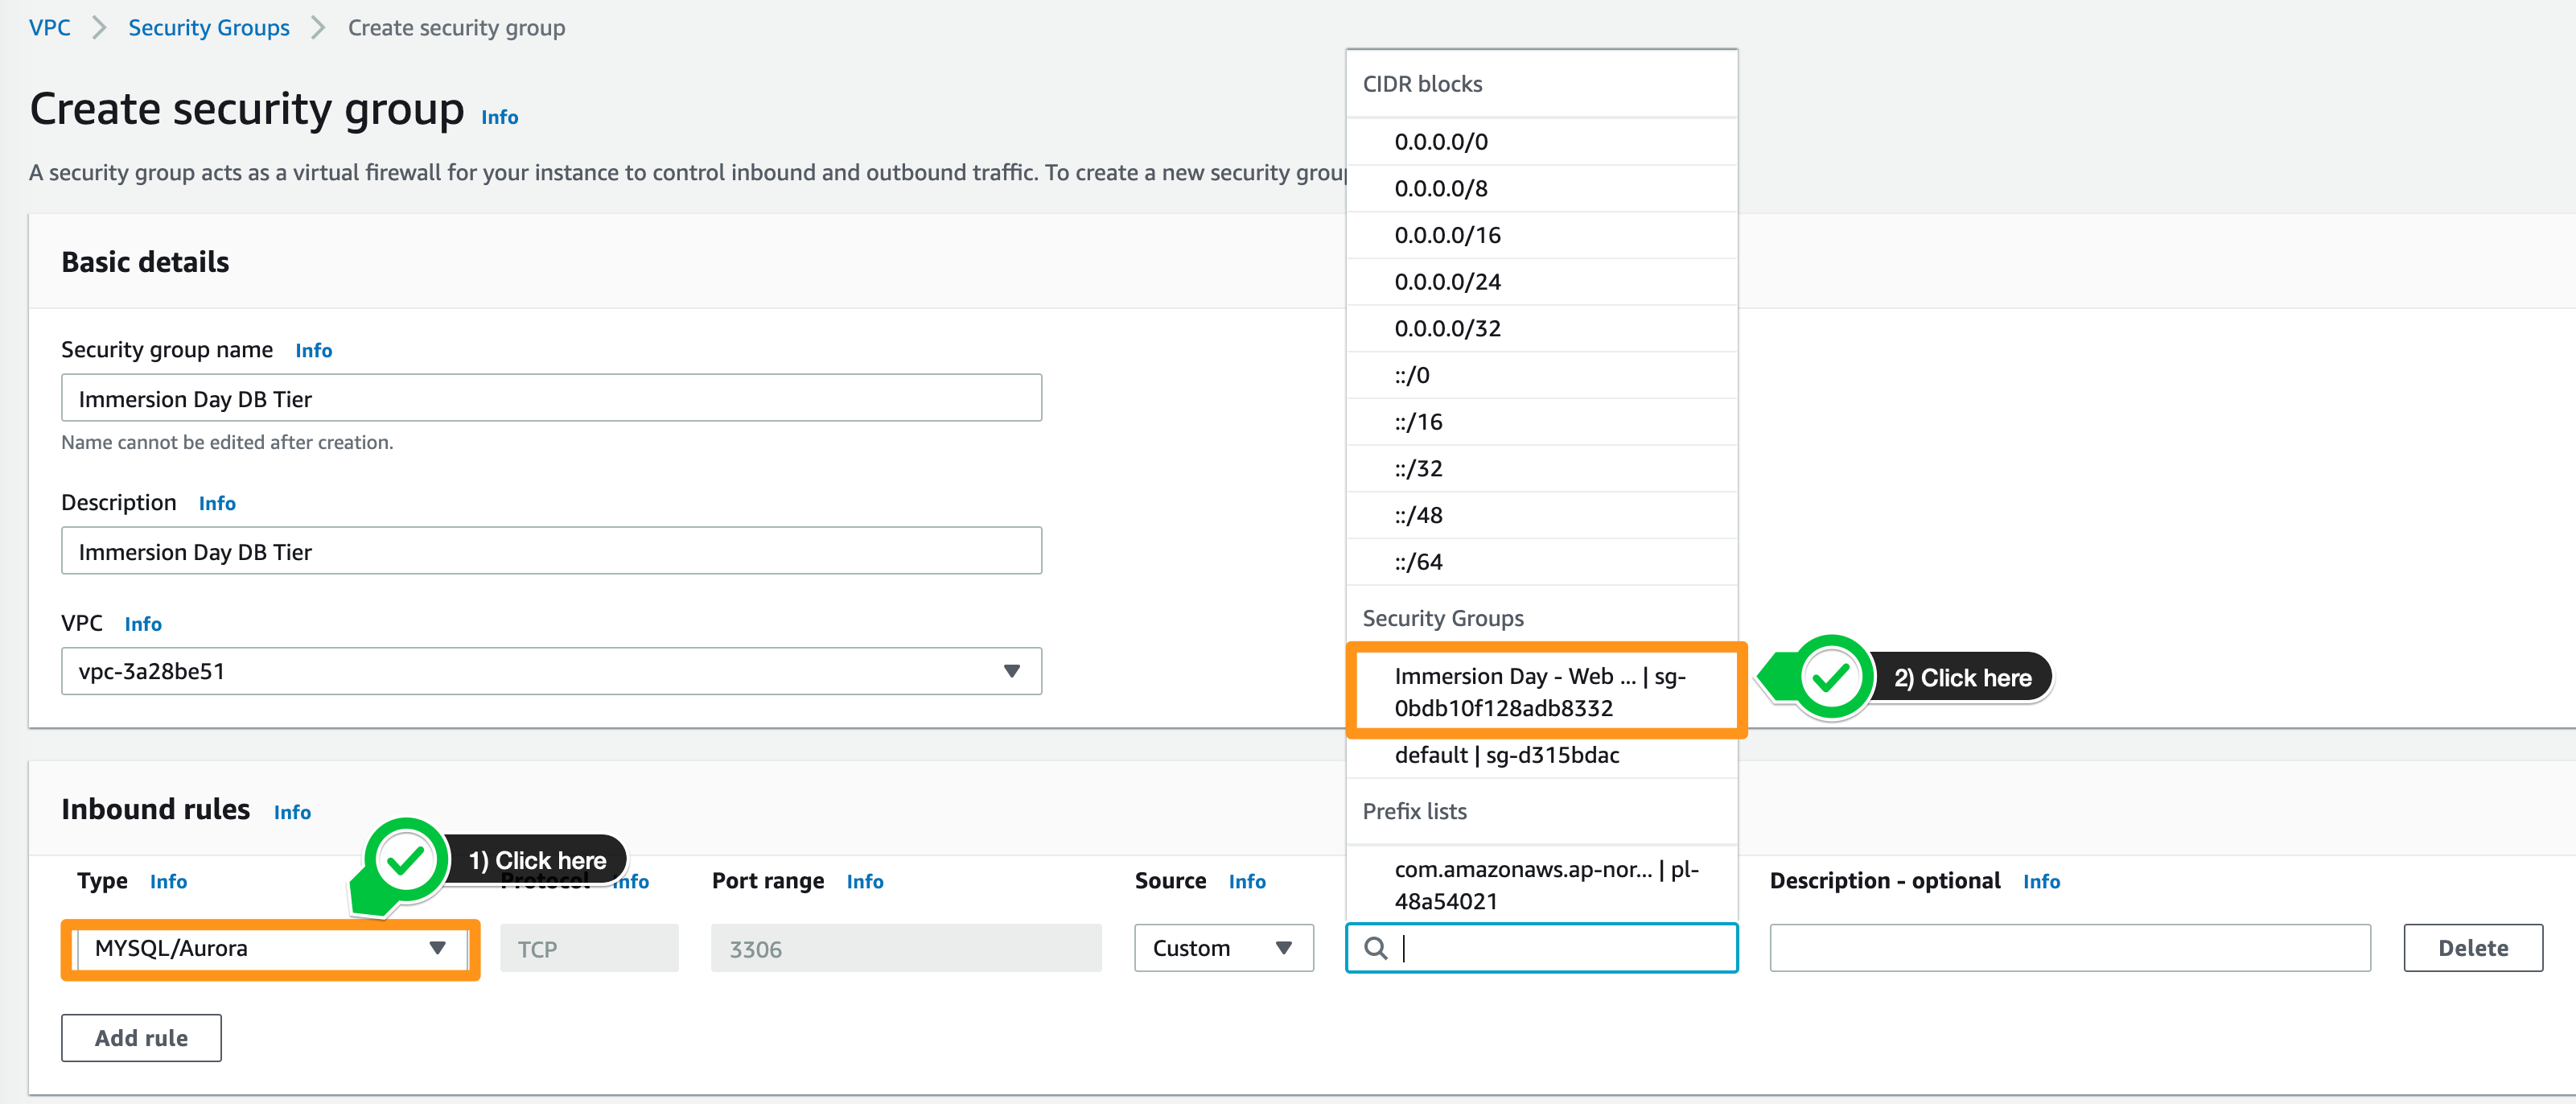 VPC > Security Groups > Create security group
Create security group Info
A security group acts as a virtual firewall for your instance to control inbound and outbound traffic. To create a new security group
Basic details
Security group name Info
Immersion Day DB Tier
Name cannot be edited after creation.
Description Info
Immersion Day DB Tier
VPC Info
vpc-3a28be51
CIDR blocks
0.0.0.0/0
0.0.0.0/8
0.0.0.0/16
0.0.0.0/24
0.0.0.0/32
::/0
::/16
::/32
::/48
::/64
Security Groups
Immersion Day - Web ... | sg-
0bdb10f128adb8332
2) Click here
default | sg-d315bdac
Prefix lists
com.amazonaws.ap-nor... | pl-
48a54021
Inbound rules Info
1) Click here
Type Info Protocol Info Port range Info Source Info Description - optional Info
MYSQL/Aurora TCP 3306 Custom Delete
Add rule